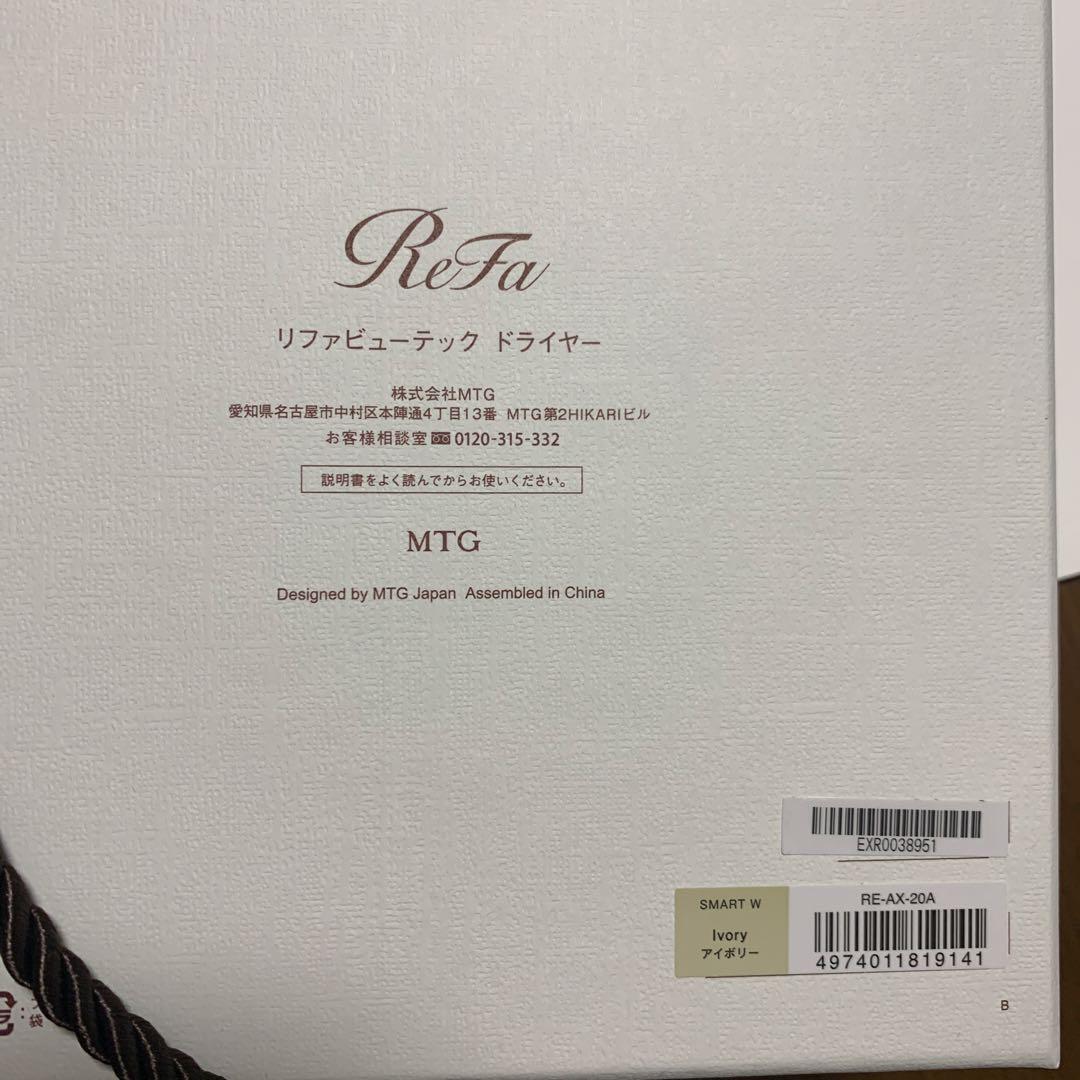 ReFa
リファビューテック ドライヤー
株式会社MTG
愛知県名古屋市中村区本陣通4丁目13番 MTG第2HIKARIビル
お客様相談室 0120-315-332
説明書をよく読んでからお使いください。
MTG
Designed by MTG Japan Assembled in China
EXR0038951
SMART W
Ivory
アイボリー
RE-AX-20A
4974011819141
B
袋